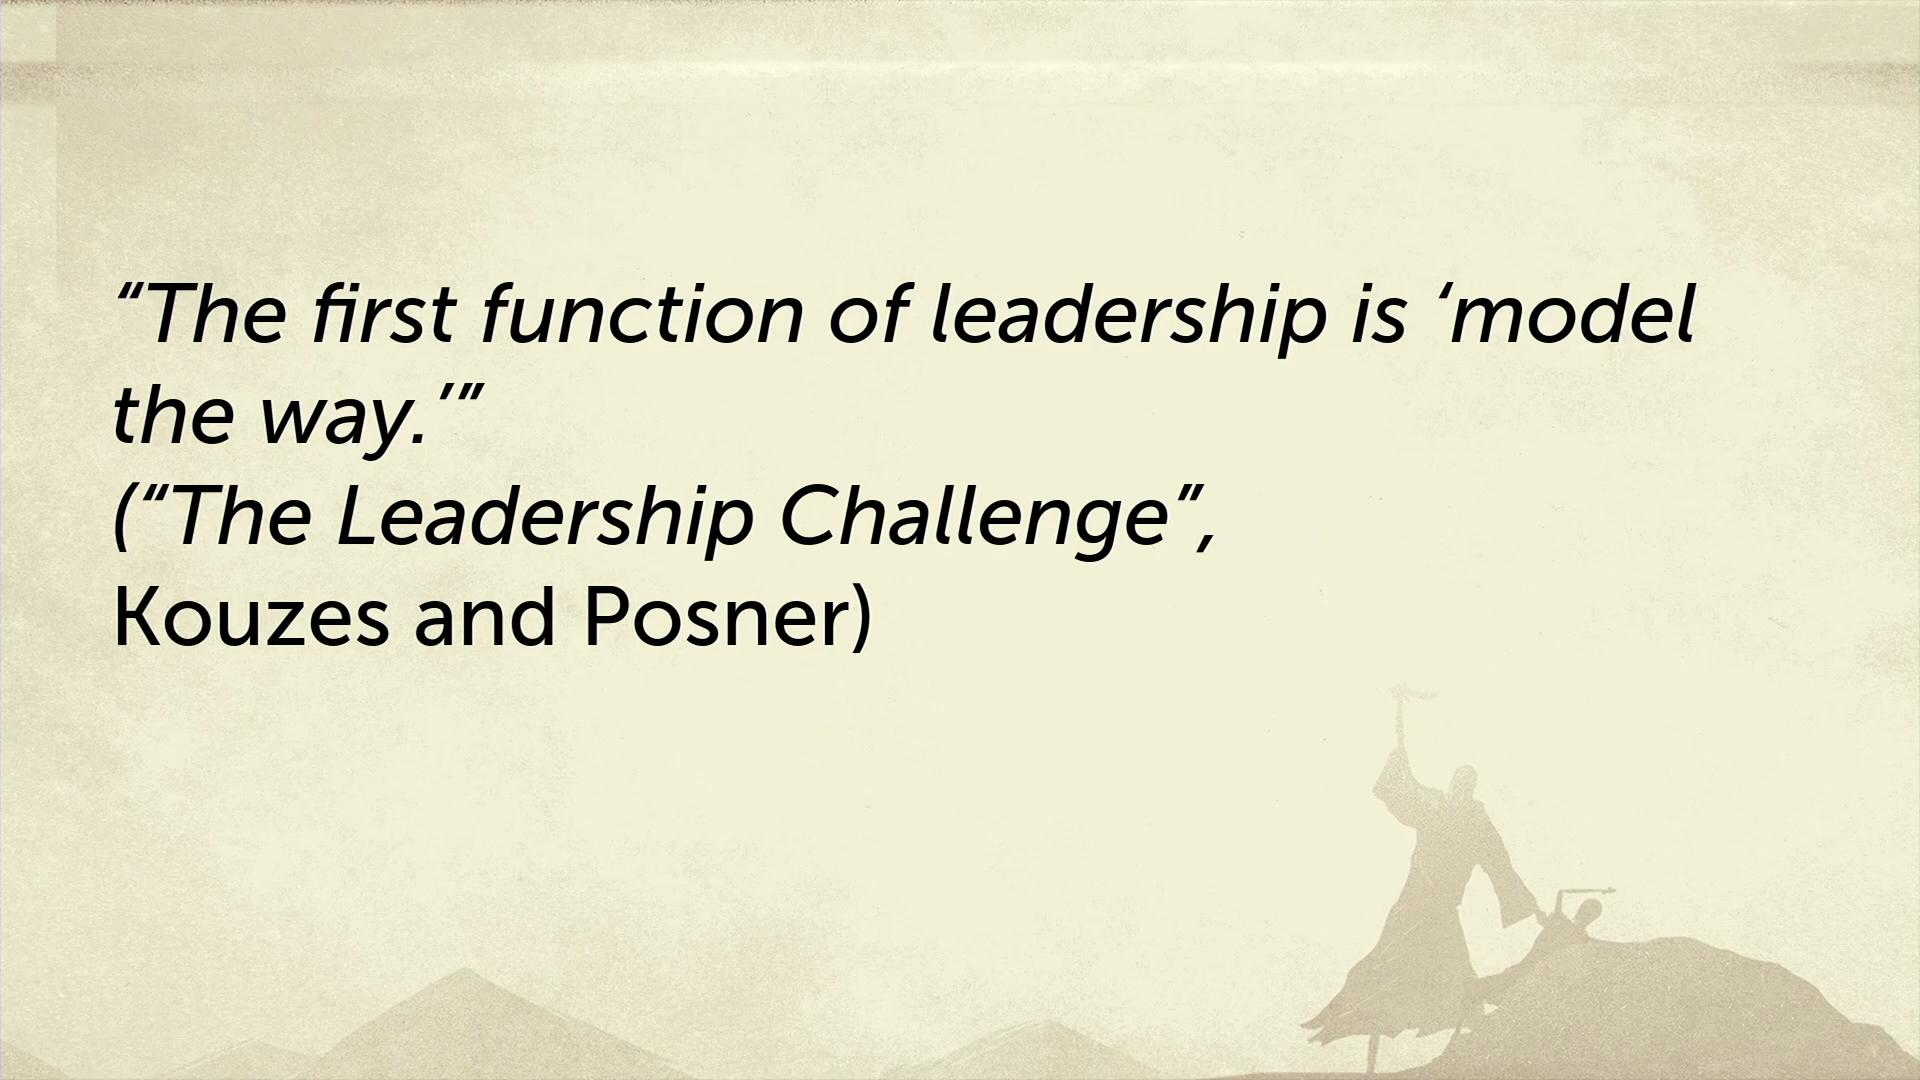 “The first function of leadership is ‘model
the way.’”
(“The Leadership Challenge”,
Kouzes and Posner)